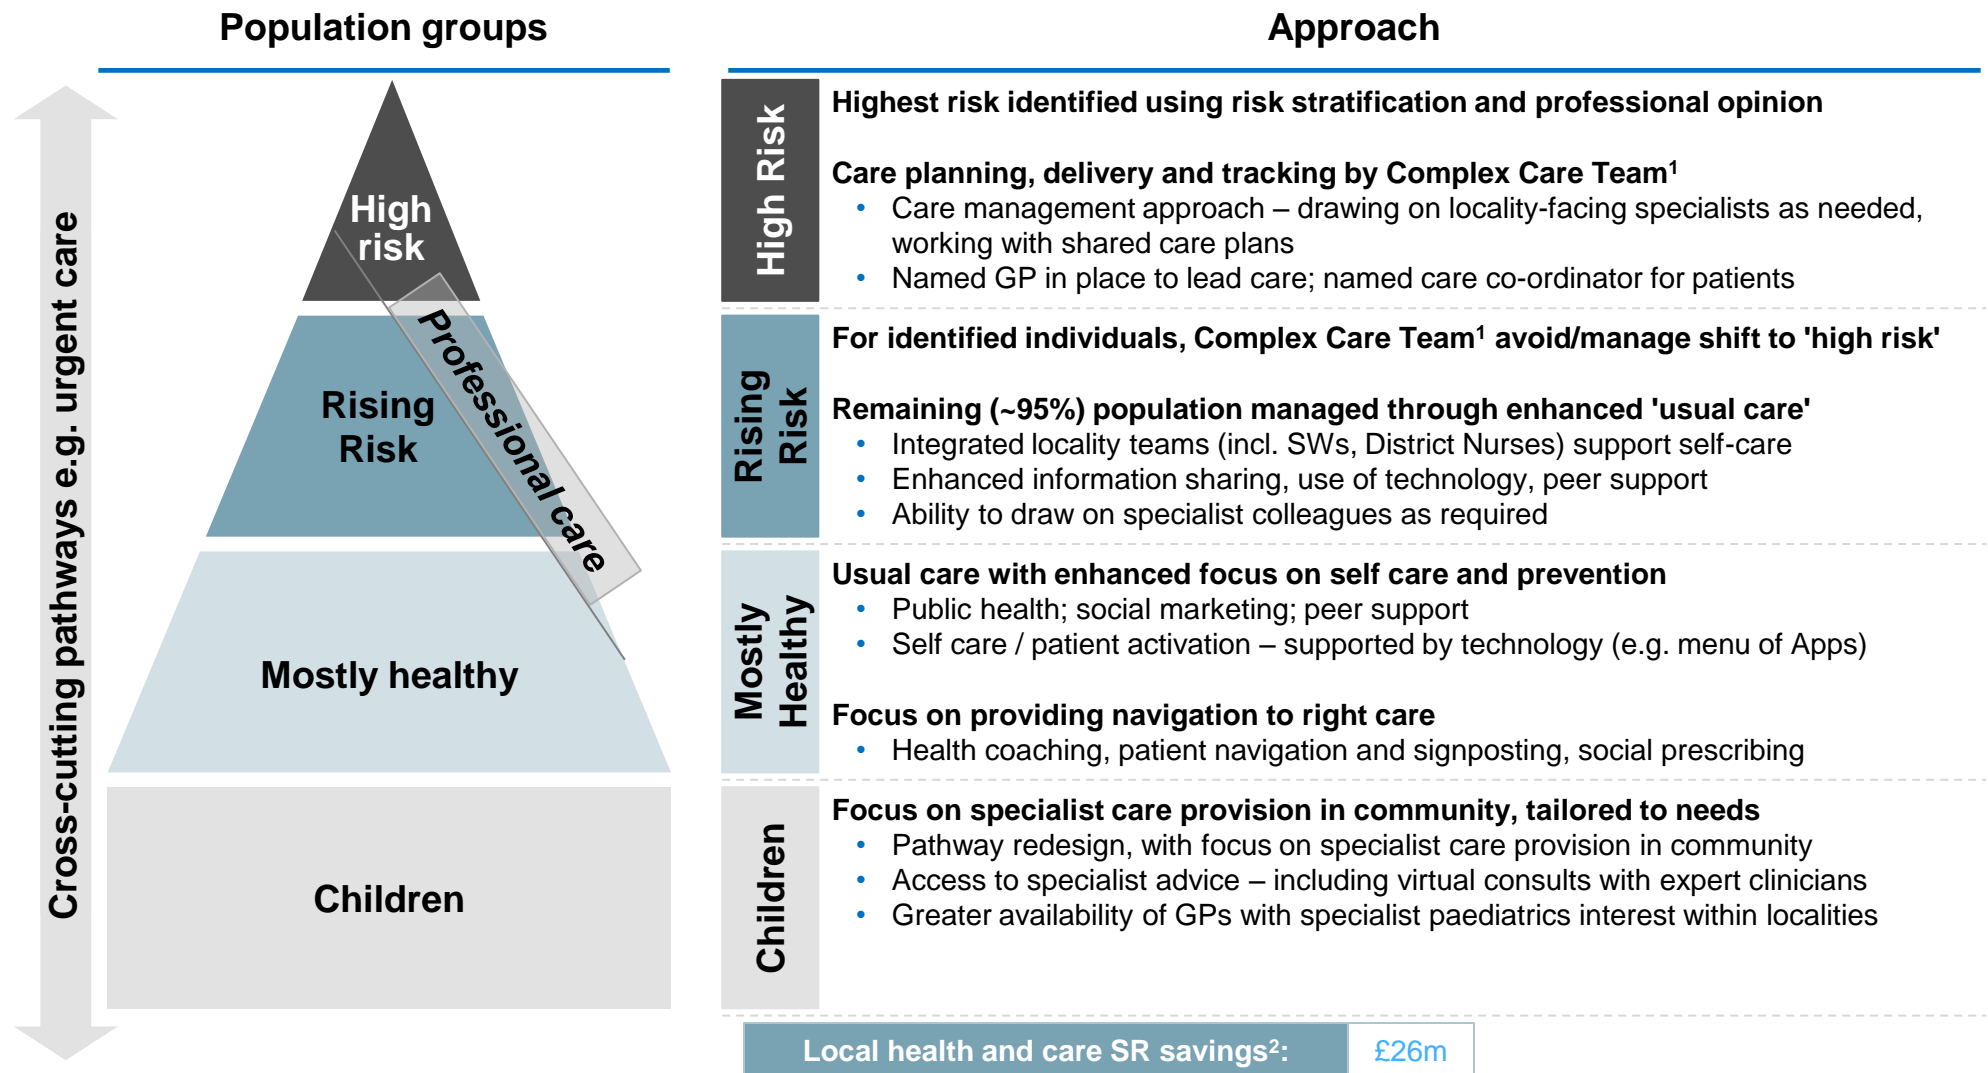 Population groups
Approach
Cross-cutting pathways e.g. urgent care
High
risk
Rising
Risk
Professional care
Mostly healthy
Children
High Risk
Highest risk identified using risk stratification and professional opinion
Care planning, delivery and tracking by Complex Care Team¹
• Care management approach – drawing on locality-facing specialists as needed,
working with shared care plans
• Named GP in place to lead care; named care co-ordinator for patients
Rising
Risk
For identified individuals, Complex Care Team¹ avoid/manage shift to 'high risk'
Remaining (~95%) population managed through enhanced 'usual care'
• Integrated locality teams (incl. SWs, District Nurses) support self-care
• Enhanced information sharing, use of technology, peer support
• Ability to draw on specialist colleagues as required
Mostly
Healthy
Usual care with enhanced focus on self care and prevention
• Public health; social marketing; peer support
• Self care / patient activation – supported by technology (e.g. menu of Apps)
Focus on providing navigation to right care
• Health coaching, patient navigation and signposting, social prescribing
Children
Focus on specialist care provision in community, tailored to needs
• Pathway redesign, with focus on specialist care provision in community
• Access to specialist advice – including virtual consults with expert clinicians
• Greater availability of GPs with specialist paediatrics interest within localities
Local health and care SR savings²:
£26m